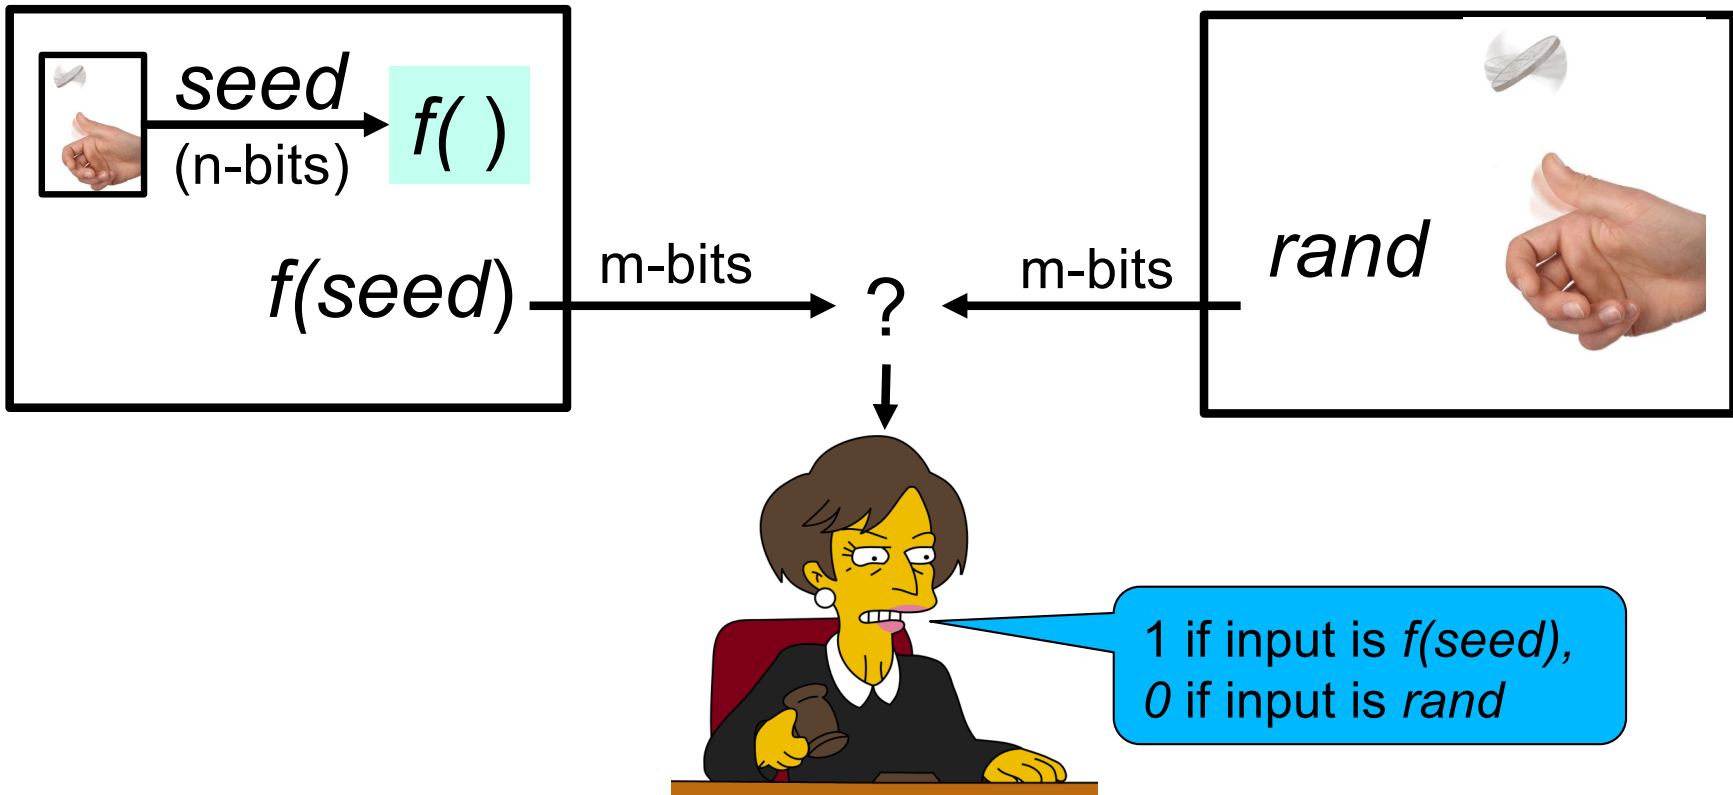 seed
(n-bits)
f( )
f(seed)
m-bits
?
m-bits
rand
1 if input is f(seed),
0 if input is rand